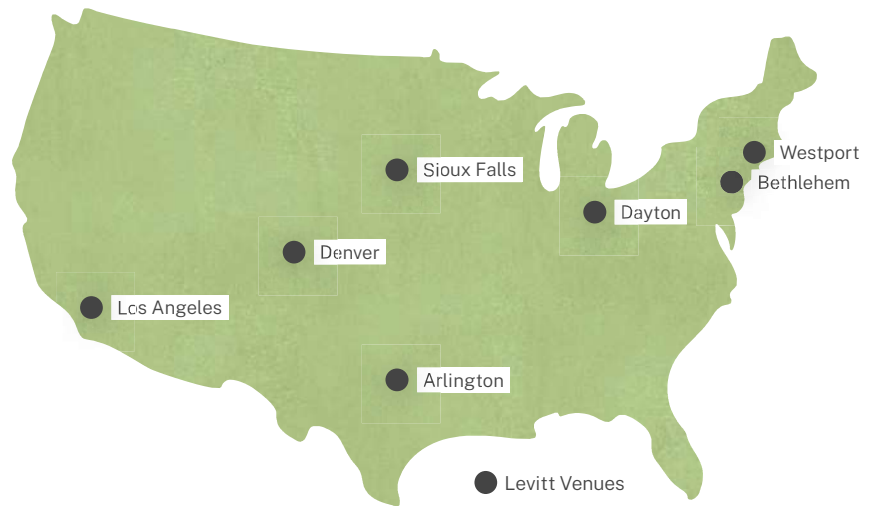 Westport
Sioux Falls
Bethlehem
Dayton
Denver
Los Angeles
Arlington
Levitt Venues